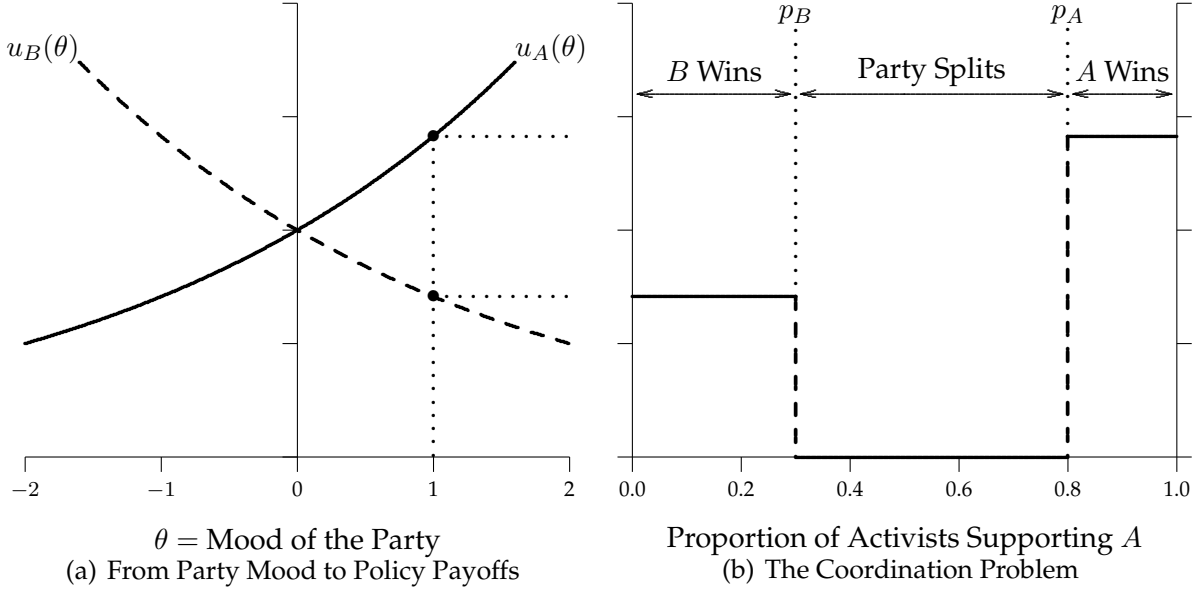 u_B(θ)
u_A(θ)
−2 −1 0 1 2
θ = Mood of the Party
(a) From Party Mood to Policy Payoffs
p_B p_A
B Wins Party Splits A Wins
0.0 0.2 0.4 0.6 0.8 1.0
Proportion of Activists Supporting A
(b) The Coordination Problem